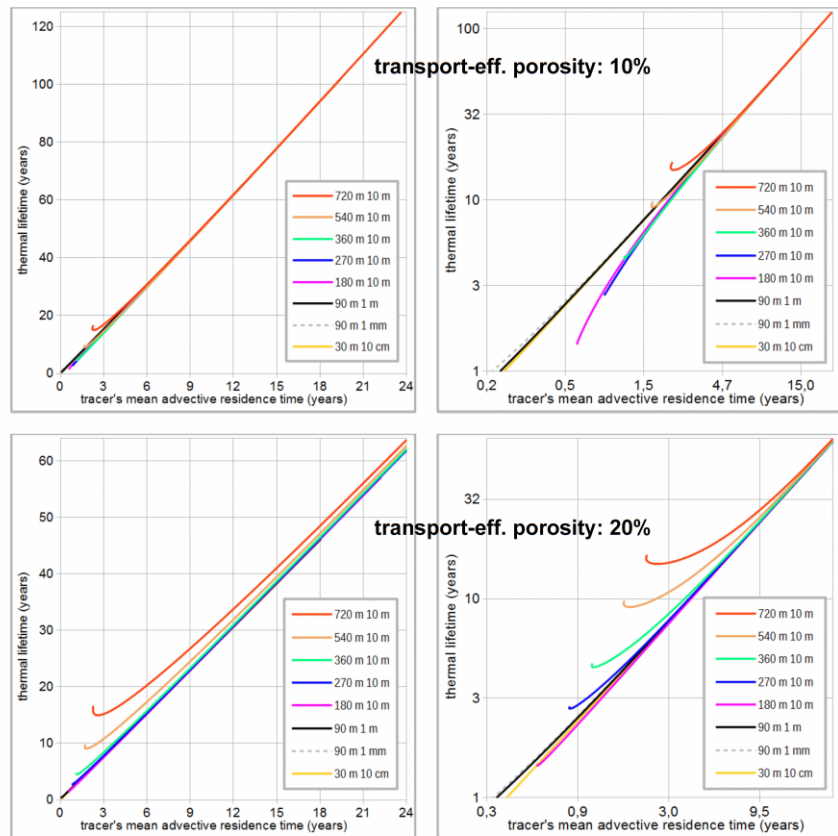 transport-eff. porosity: 10%
thermal lifetime (years)
120
100
80
60
40
20
0
0 3 6 9 12 15 18 21 24
tracer's mean advective residence time (years)
720 m 10 m
540 m 10 m
360 m 10 m
270 m 10 m
180 m 10 m
90 m 1 m
90 m 1 mm
30 m 10 cm
thermal lifetime (years)
100
32
10
3
1
0,2 0,5 1,5 4,7 15,0
tracer's mean advective residence time (years)
720 m 10 m
540 m 10 m
360 m 10 m
270 m 10 m
180 m 10 m
90 m 1 m
90 m 1 mm
30 m 10 cm
transport-eff. porosity: 20%
thermal lifetime (years)
60
50
40
30
20
10
0
0 3 6 9 12 15 18 21 24
tracer's mean advective residence time (years)
720 m 10 m
540 m 10 m
360 m 10 m
270 m 10 m
180 m 10 m
90 m 1 m
90 m 1 mm
30 m 10 cm
thermal lifetime (years)
32
10
3
1
0,3 0,9 3,0 9,5
tracer's mean advective residence time (years)
720 m 10 m
540 m 10 m
360 m 10 m
270 m 10 m
180 m 10 m
90 m 1 m
90 m 1 mm
30 m 10 cm